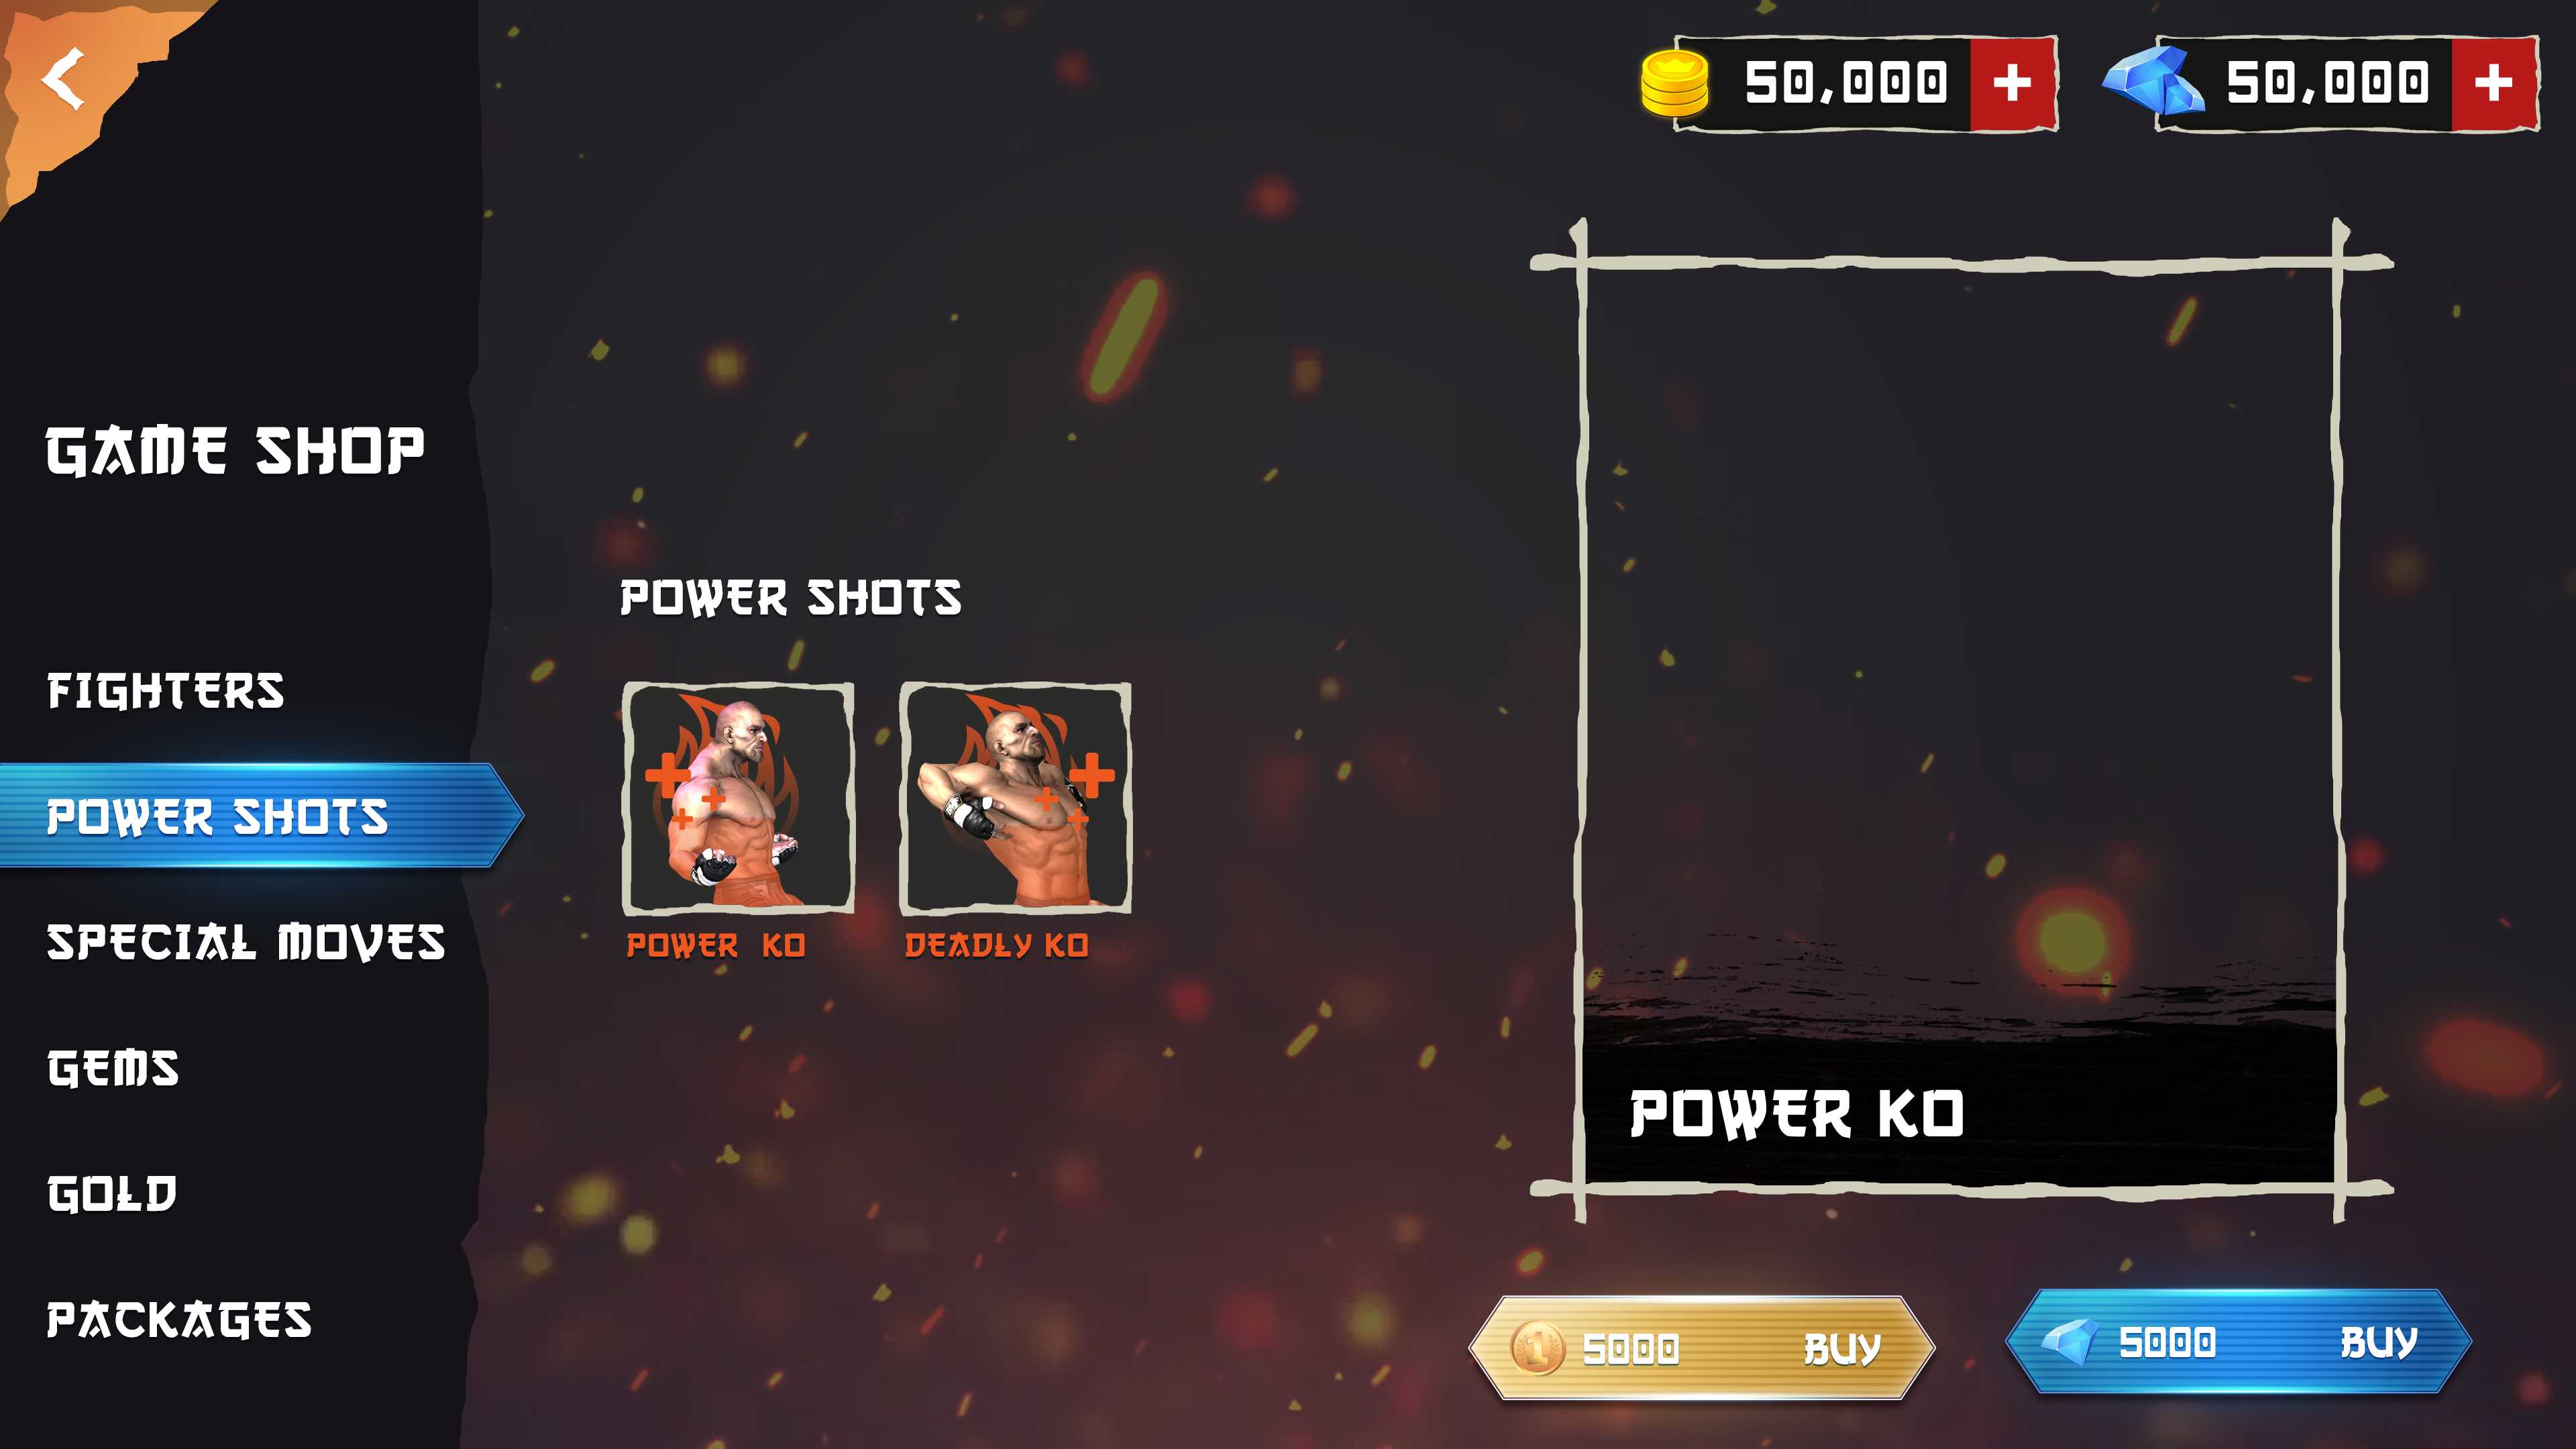 50,000
50,000
GAME SHOP
FIGHTERS
POWER SHOTS
SPECIAL MOVES
GEMS
GOLD
PACKAGES
POWER SHOTS
POWER KO
DEADLY KO
POWER KO
1 5000 BUY
5000 BUY